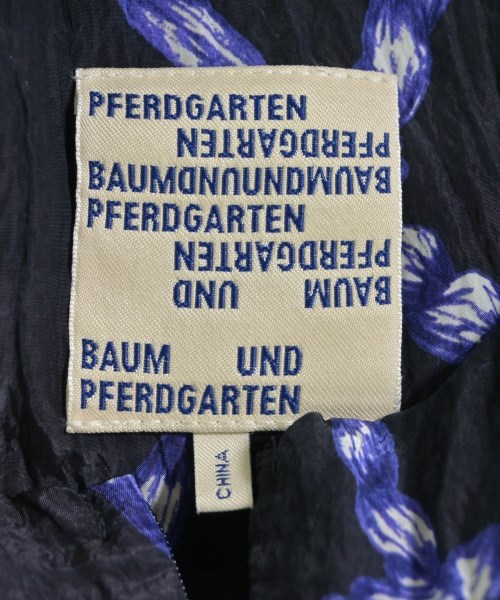 PFERDGARTEN
PFERDGARTEN
BAUMUNDUNDBAUM
PFERDGARTEN
PFERDGARTEN
BAUM UND
BAUM UND
PFERDGARTEN
CHINA